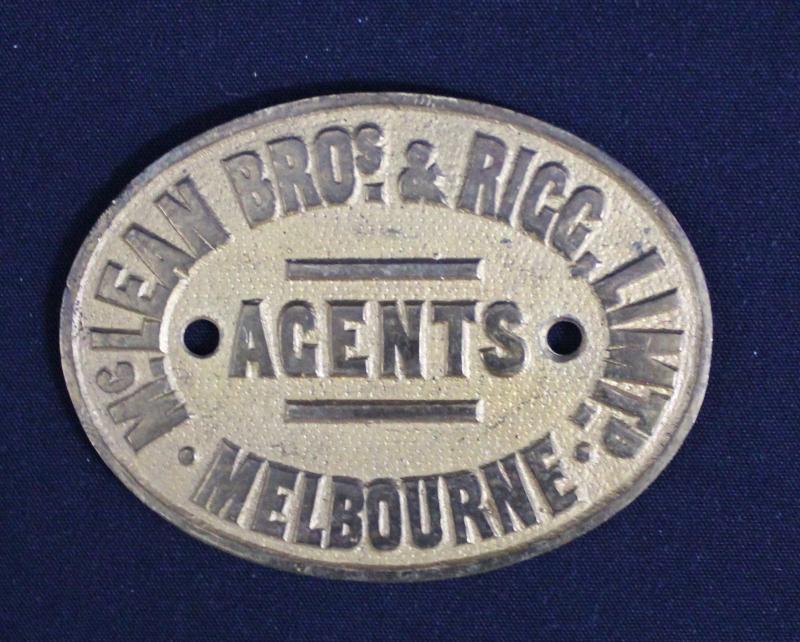 McLEAN BROs. & RIGG, LIMTD.
AGENTS
· MELBOURNE ·